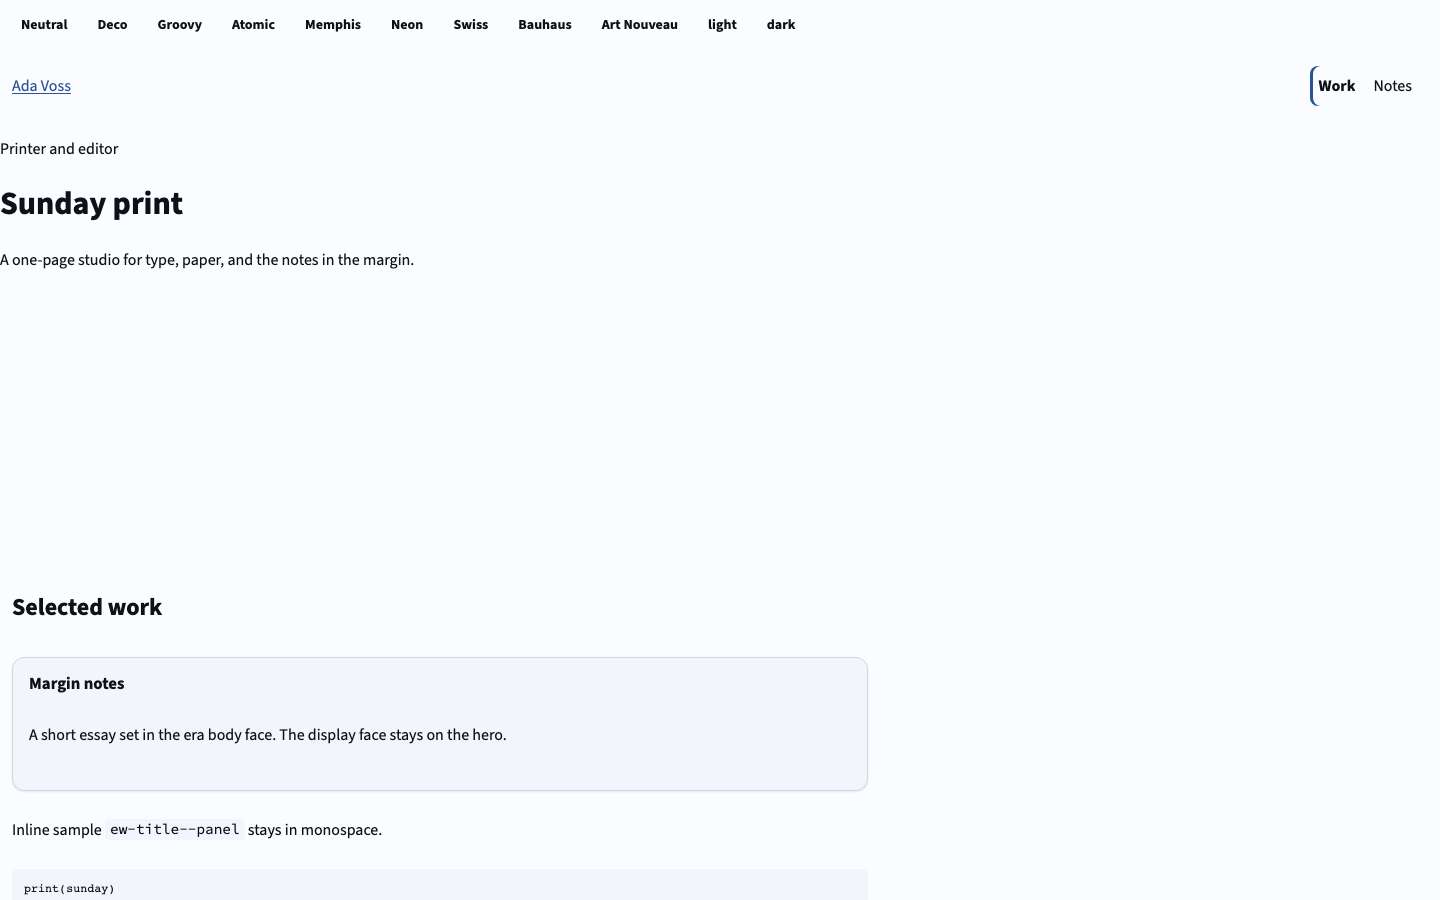 Neutral Deco Groovy Atomic Memphis Neon Swiss Bauhaus Art Nouveau light dark
Ada Voss Work Notes
Printer and editor
Sunday print
A one-page studio for type, paper, and the notes in the margin.
Selected work
Margin notes
A short essay set in the era body face. The display face stays on the hero.
Inline sample ew-title--panel stays in monospace.
print(sunday)